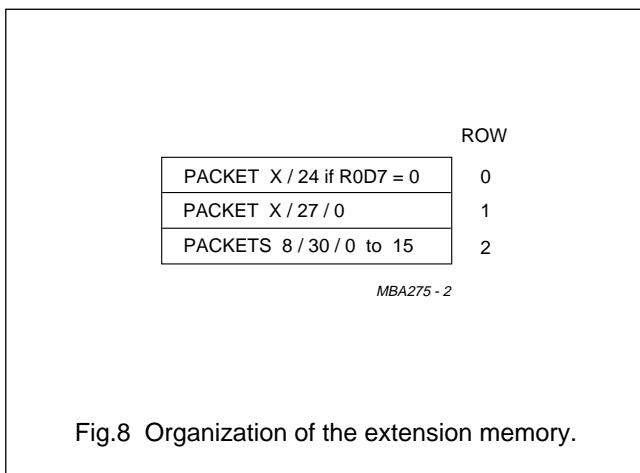 ROW
PACKET X / 24 if R0D7 = 0 0
PACKET X / 27 / 0 1
PACKETS 8 / 30 / 0 to 15 2
MBA275 - 2
Fig.8 Organization of the extension memory.